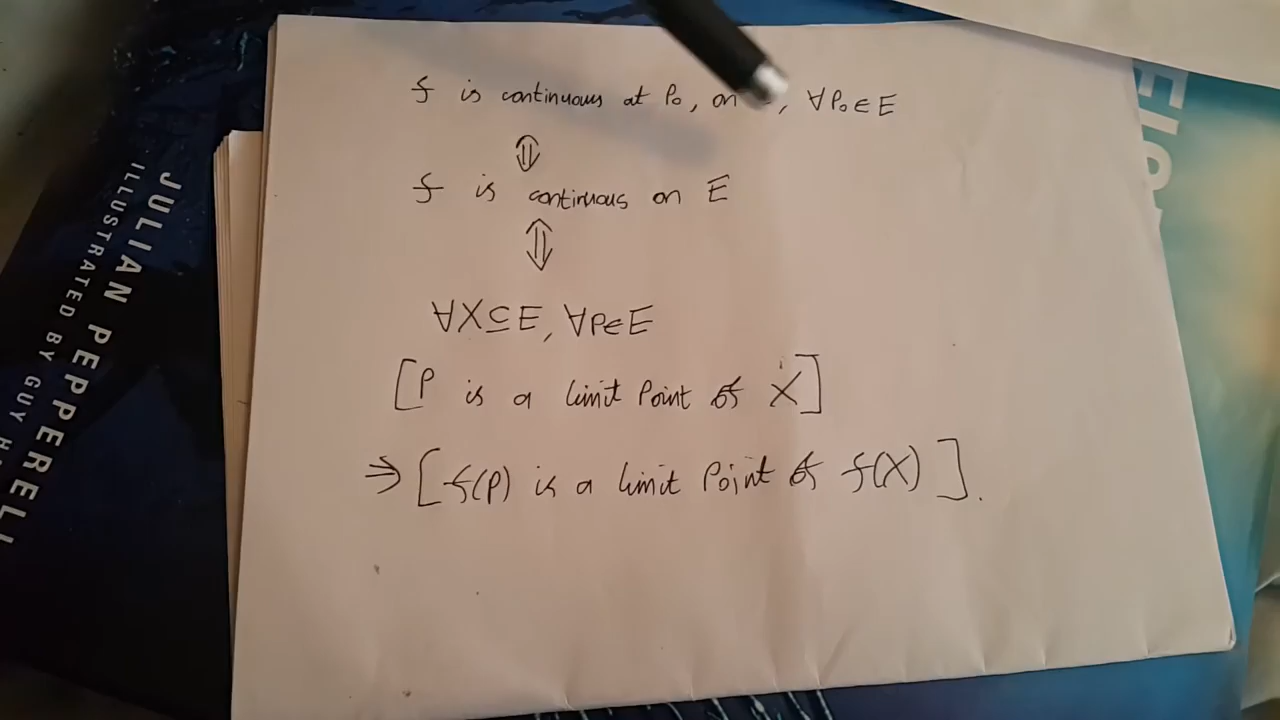 f is continuous at P₀, on , ∀P₀∈E
⇕
f is continuous on E
⇕
∀X⊆E, ∀P∈E
[P is a limit Point of X]
⇒ [f(P) is a limit Point of f(X)].
JULIAN PEPPERELL
ILLUSTRATED BY GUY